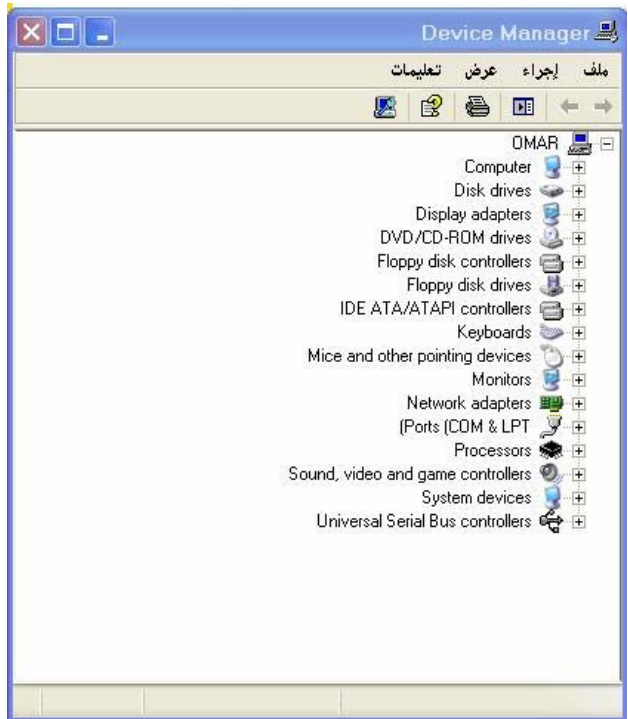 Device Manager
ملف إجراء عرض تعليمات
OMAR
Computer
Disk drives
Display adapters
DVD/CD-ROM drives
Floppy disk controllers
Floppy disk drives
IDE ATA/ATAPI controllers
Keyboards
Mice and other pointing devices
Monitors
Network adapters
(Ports (COM & LPT
Processors
Sound, video and game controllers
System devices
Universal Serial Bus controllers